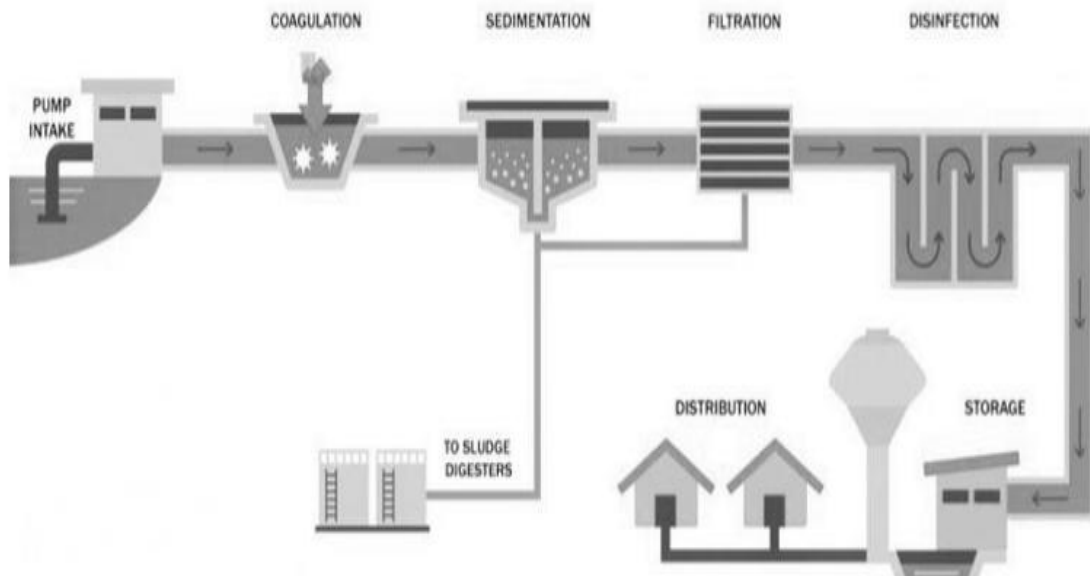 COAGULATION
SEDIMENTATION
FILTRATION
DISINFECTION
PUMP
INTAKE
DISTRIBUTION
STORAGE
TO SLUDGE
DIGESTERS